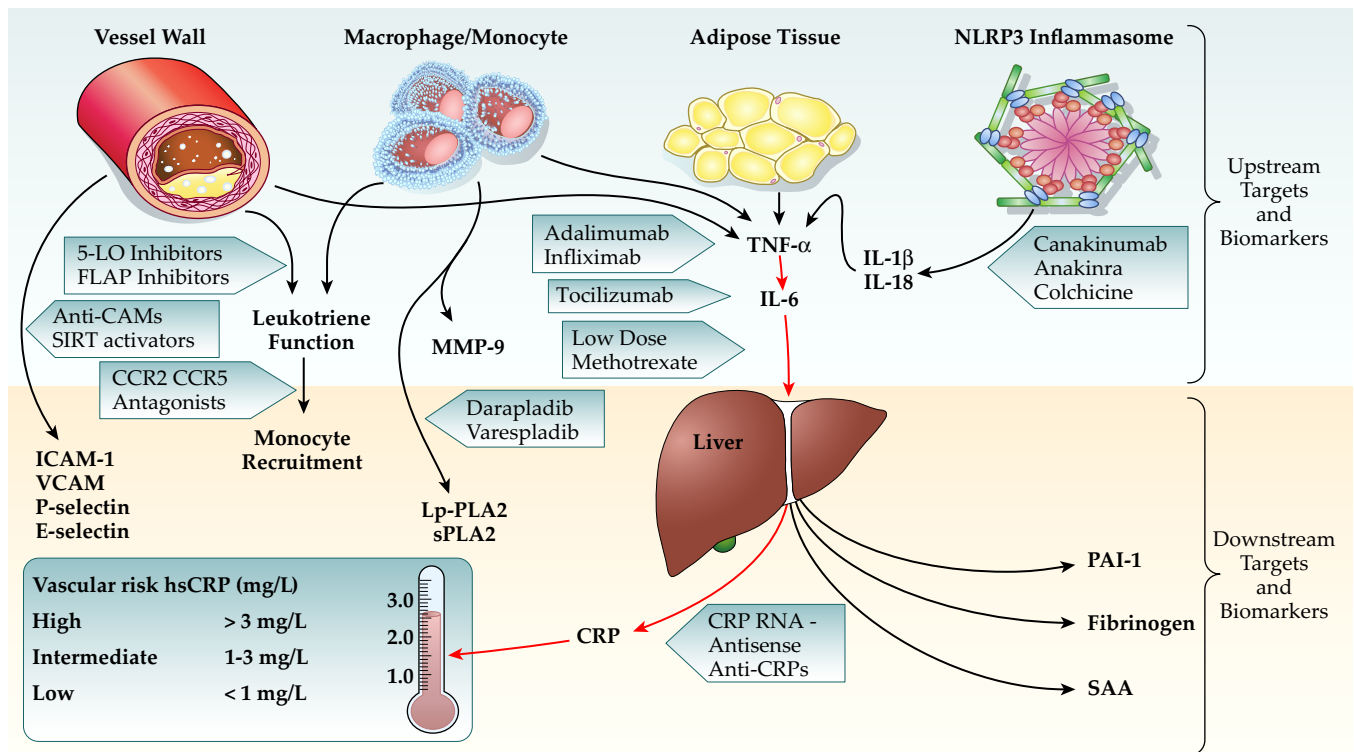 Vessel Wall
Macrophage/Monocyte
Adipose Tissue
NLRP3 Inflammasome
Upstream
Targets
and
Biomarkers
5-LO Inhibitors
FLAP Inhibitors
Anti-CAMs
SIRT activators
Leukotriene
Function
CCR2 CCR5
Antagonists
Monocyte
Recruitment
MMP-9
Adalimumab
Infliximab
TNF-α
IL-1β
IL-18
Canakinumab
Anakinra
Colchicine
Tocilizumab
IL-6
Low Dose
Methotrexate
Darapladib
Varespladib
Liver
ICAM-1
VCAM
P-selectin
E-selectin
Lp-PLA2
sPLA2
Downstream
Targets
and
Biomarkers
PAI-1
Fibrinogen
SAA
CRP RNA -
Antisense
Anti-CRPs
CRP
Vascular risk hsCRP (mg/L)
High > 3 mg/L
Intermediate 1-3 mg/L
Low < 1 mg/L
3.0
2.0
1.0